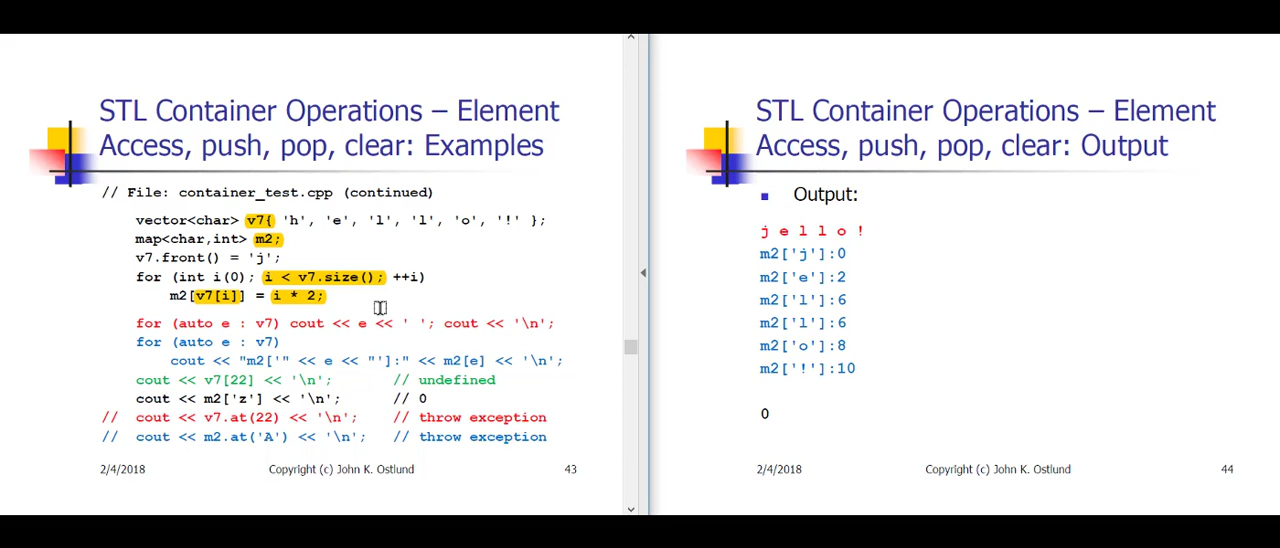 STL Container Operations – Element
Access, push, pop, clear: Examples
// File: container_test.cpp (continued)
vector<char> v7{ 'h', 'e', 'l', 'l', 'o', '!' };
map<char,int> m2;
v7.front() = 'j';
for (int i(0); i < v7.size(); ++i)
m2[v7[i]] = i * 2;
for (auto e : v7) cout << e << ' '; cout << '\n';
for (auto e : v7)
cout << "m2['" << e << "']:" << m2[e] << '\n';
cout << v7[22] << '\n'; // undefined
cout << m2['z'] << '\n'; // 0
// cout << v7.at(22) << '\n'; // throw exception
// cout << m2.at('A') << '\n'; // throw exception
2/4/2018 Copyright (c) John K. Ostlund 43
STL Container Operations – Element
Access, push, pop, clear: Output
Output:
j e l l o !
m2['j']:0
m2['e']:2
m2['l']:6
m2['l']:6
m2['o']:8
m2['!']:10
0
2/4/2018 Copyright (c) John K. Ostlund 44